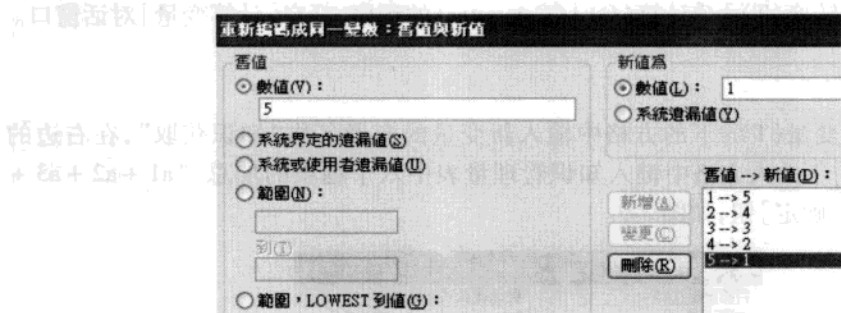 重新編碼成同一變數：舊值與新值
舊值
數值(V)：
5
系統界定的遺漏值(S)
系統或使用者遺漏值(U)
範圍(N)：
到(T)
範圍，LOWEST 到值(G)：
新值爲
數值(L)：
1
系統遺漏值(Y)
舊值 --> 新值(D)：
新增(A)
變更(C)
刪除(R)
1 --> 5
2 --> 4
3 --> 3
4 --> 2
5 --> 1